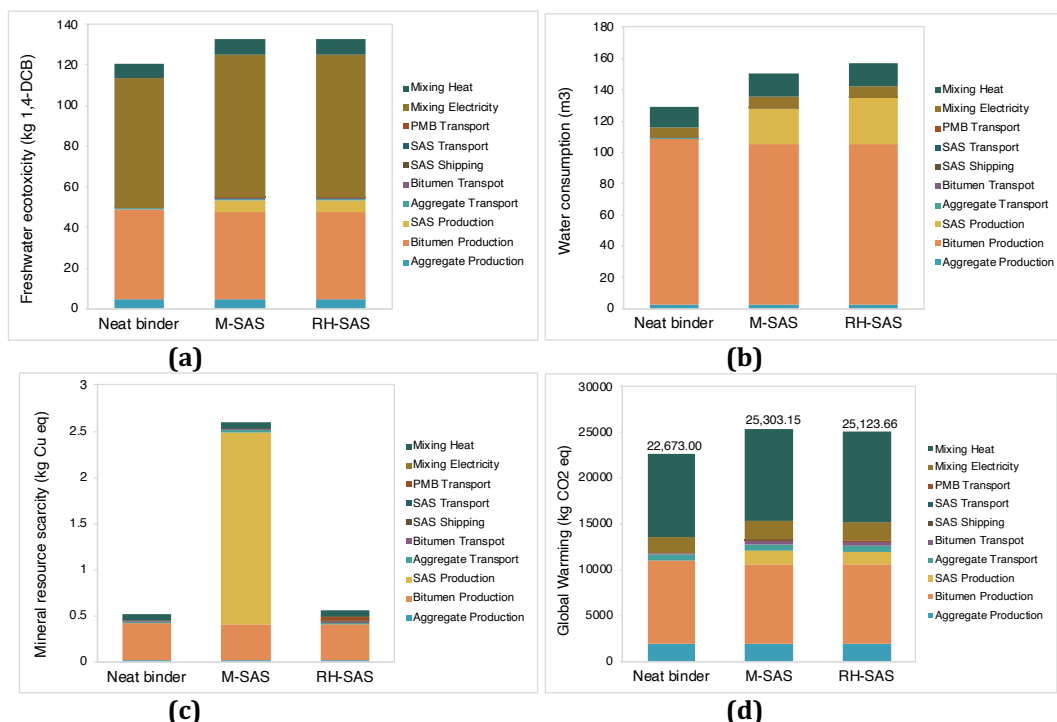 140
120
100
80
60
40
20
0
Freshwater ecotoxicity (kg 1,4-DCB)
Neat binder M-SAS RH-SAS
Mixing Heat
Mixing Electricity
PMB Transport
SAS Transport
SAS Shipping
Bitumen Transpot
Aggregate Transport
SAS Production
Bitumen Production
Aggregate Production
(a)
180
160
140
120
100
80
60
40
20
0
Water consumption (m3)
Neat binder M-SAS RH-SAS
Mixing Heat
Mixing Electricity
PMB Transport
SAS Transport
SAS Shipping
Bitumen Transpot
Aggregate Transport
SAS Production
Bitumen Production
Aggregate Production
(b)
3
2.5
2
1.5
1
0.5
0
Mineral resource scarcity (kg Cu eq)
Neat binder M-SAS RH-SAS
Mixing Heat
Mixing Electricity
PMB Transport
SAS Transport
SAS Shipping
Bitumen Transpot
Aggregate Transport
SAS Production
Bitumen Production
Aggregate Production
(c)
30000
25000
20000
15000
10000
5000
0
Global Warming (kg CO2 eq)
22,673.00
25,303.15
25,123.66
Neat binder M-SAS RH-SAS
Mixing Heat
Mixing Electricity
PMB Transport
SAS Transport
SAS Shipping
Bitumen Transpot
Aggregate Transport
SAS Production
Bitumen Production
Aggregate Production
(d)